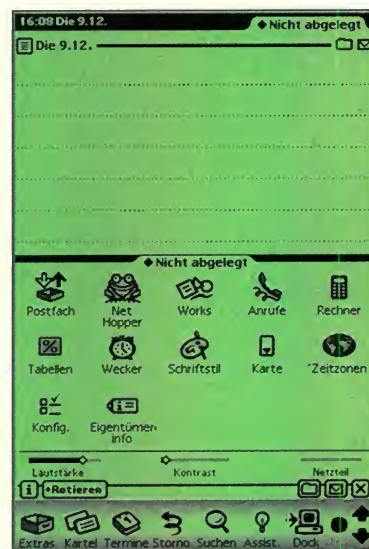 16:08 Die 9.12.
◆Nicht abgelegt
Die 9.12.
◆Nicht abgelegt
Postfach Net Hopper Works Anrufe Rechner
Tabellen Wecker Schriftstil Karte Zeitzonen
Konfig. Eigentümer-info
Lautstärke Kontrast Netzteil
i ◆Rotieren X
Extras Kartei Termine Storno Suchen Assist. Dock